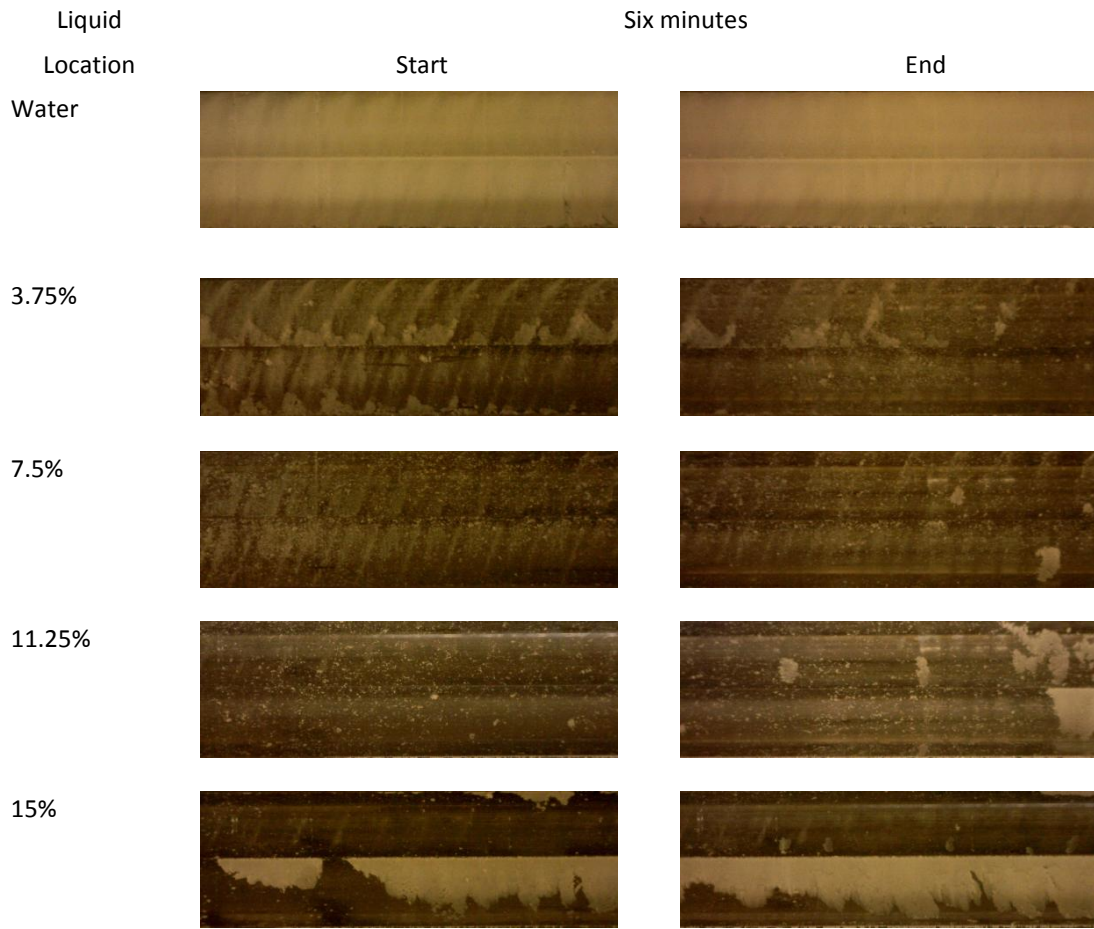 Liquid Six minutes
Location Start End
Water
3.75%
7.5%
11.25%
15%